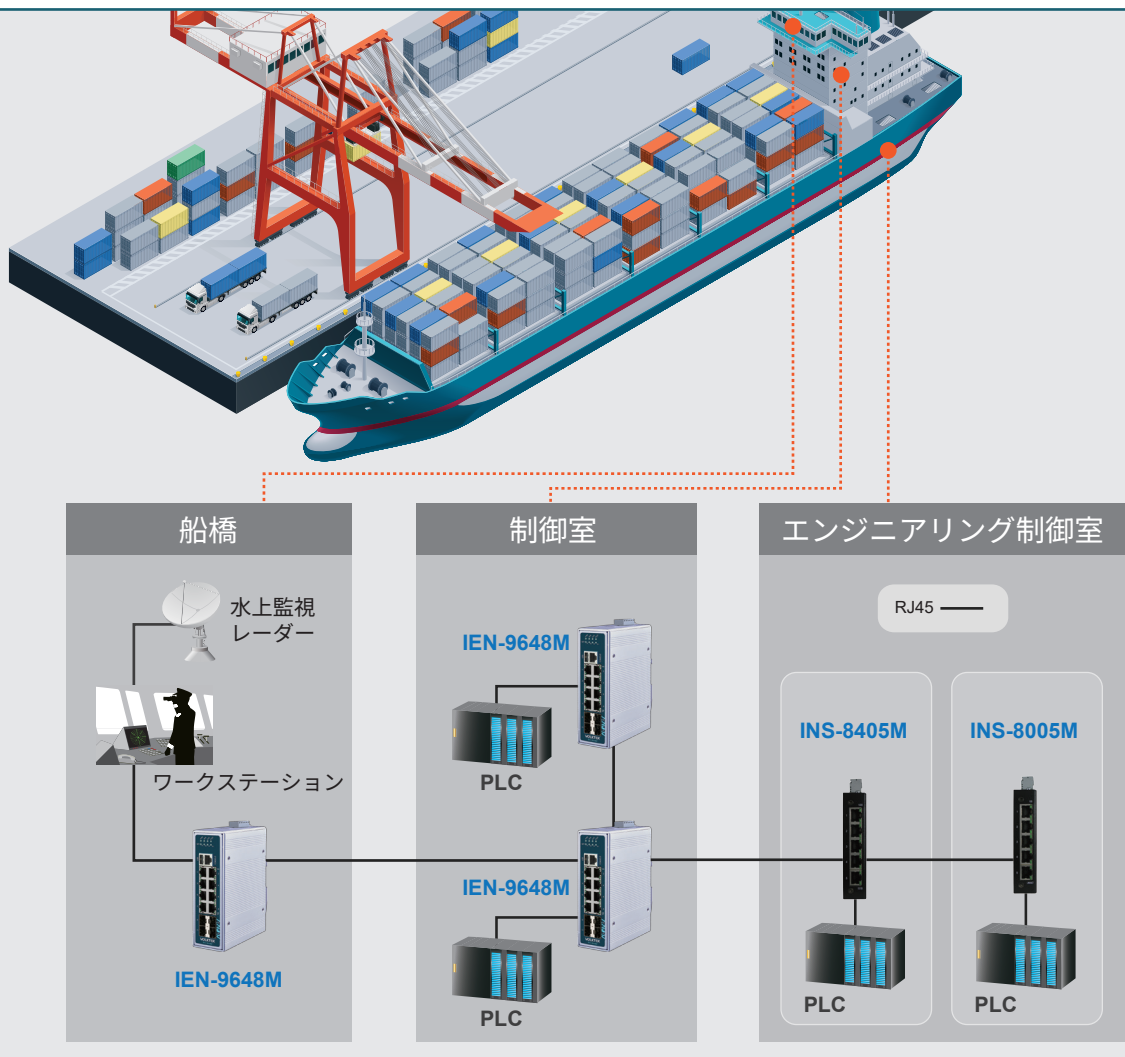 船橋
水上監視
レーダー
ワークステーション
IEN-9648M
制御室
IEN-9648M
PLC
IEN-9648M
PLC
エンジニアリング制御室
RJ45
INS-8405M
PLC
INS-8005M
PLC